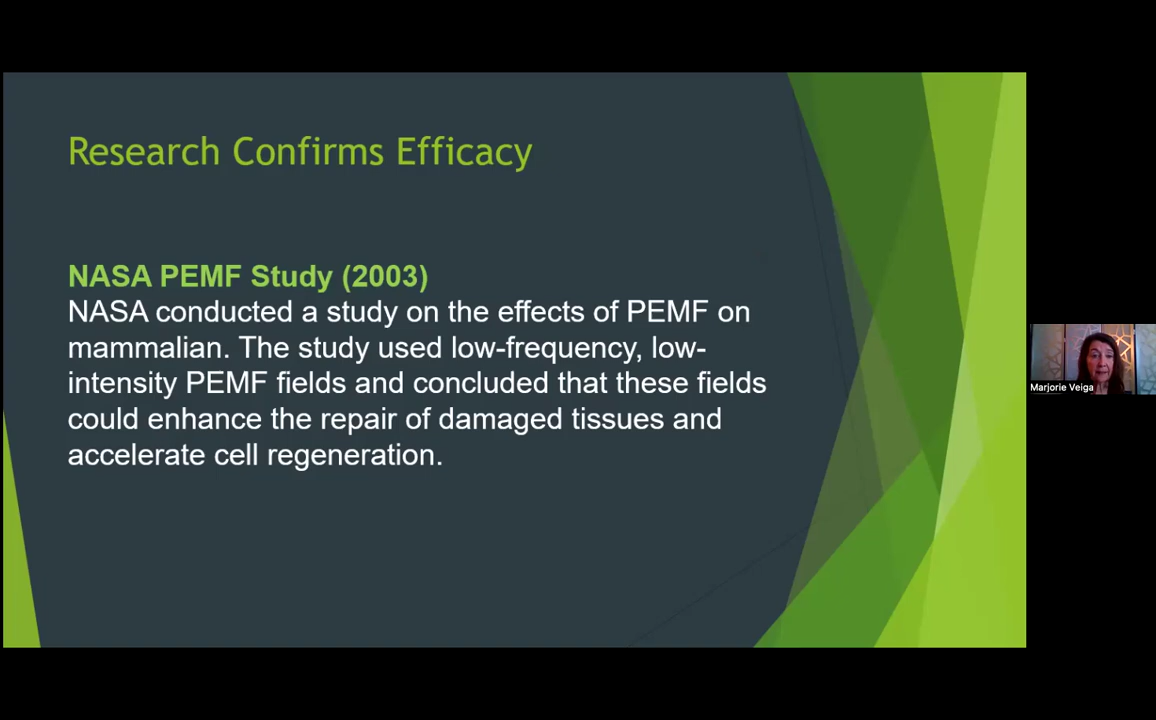 Research Confirms Efficacy
NASA PEMF Study (2003)
NASA conducted a study on the effects of PEMF on
mammalian. The study used low-frequency, low-
intensity PEMF fields and concluded that these fields
could enhance the repair of damaged tissues and
accelerate cell regeneration.
Marjorie Veiga